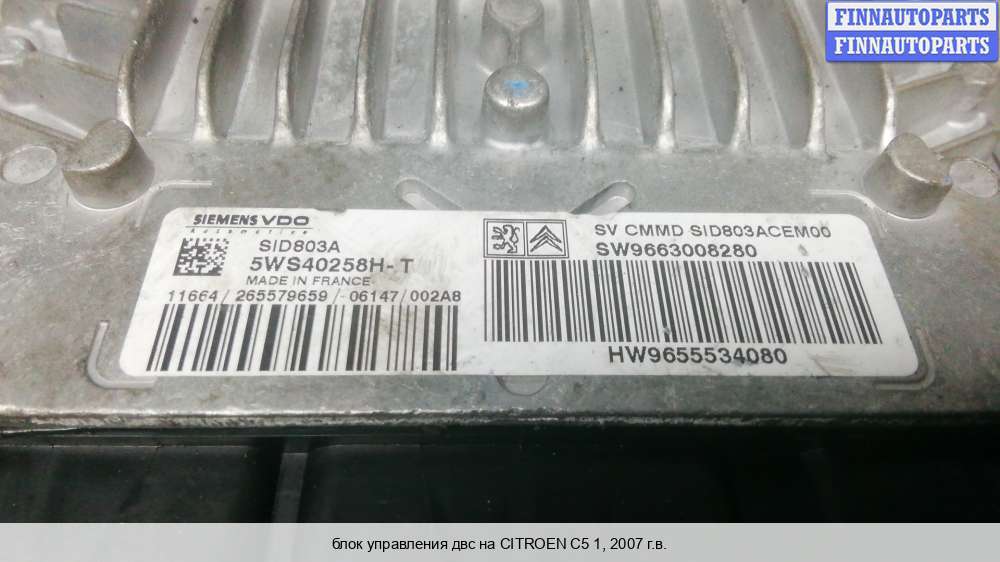 FINNAUTOPARTS
FINNAUTOPARTS
SIEMENS VDO
Automotive
SID803A
5WS40258H-T
MADE IN FRANCE
11664/265579659/-06147/002A8
SV CMMD SID803ACEM00
SW9663008280
HW9655534080
блок управления двс на CITROEN C5 1, 2007 г.в.